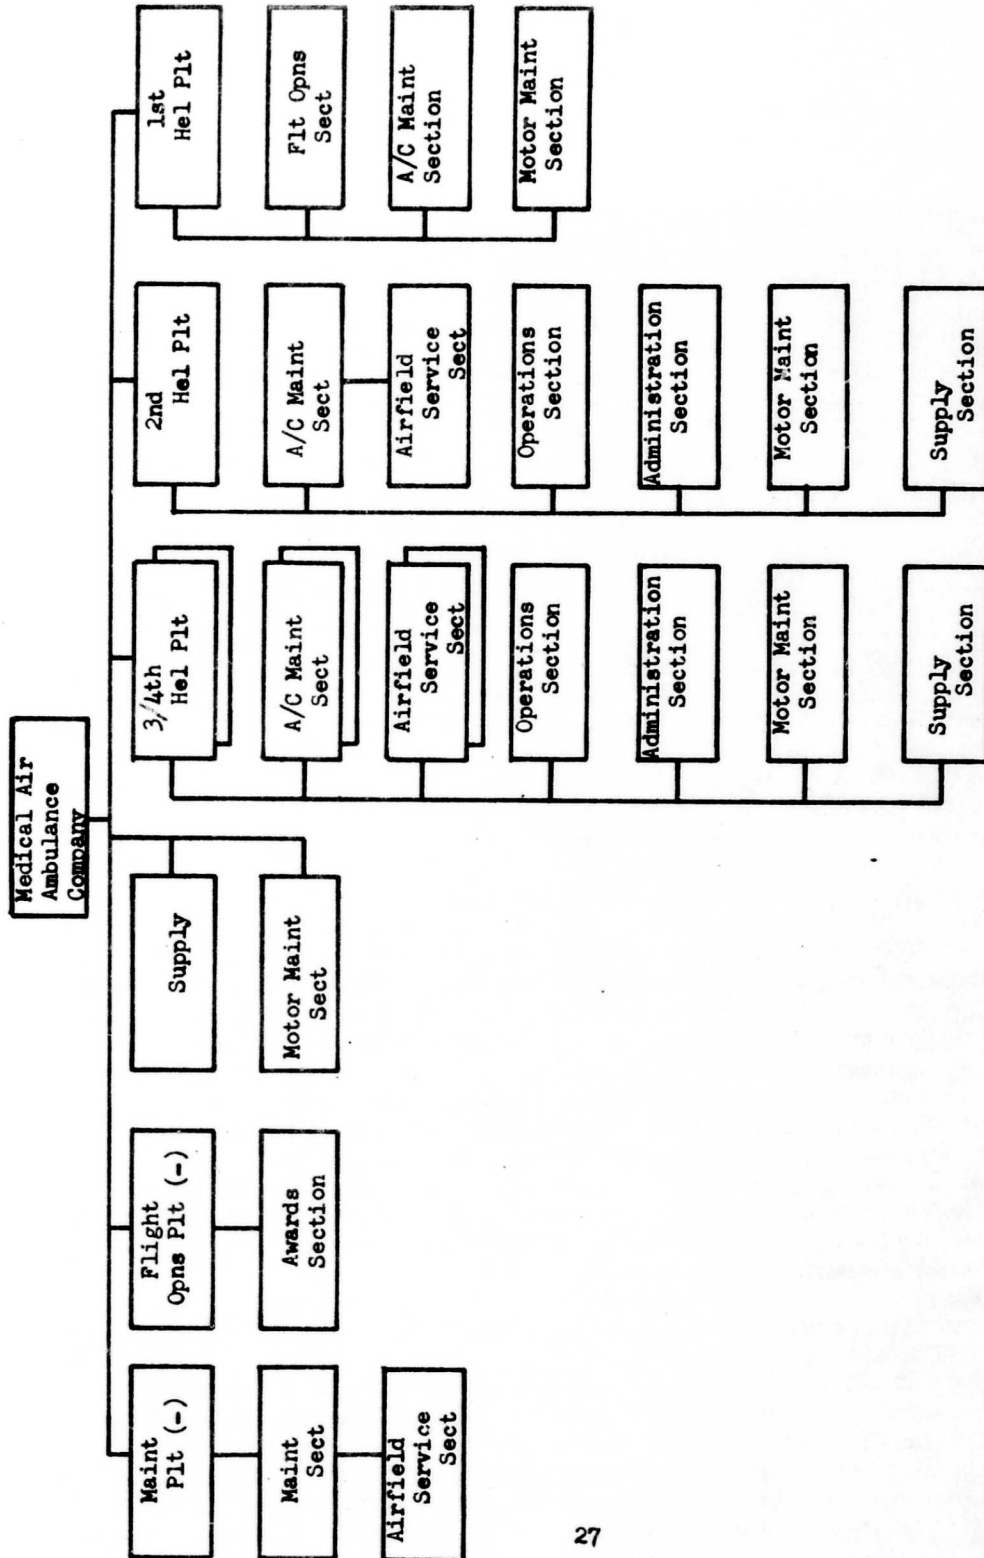 Medical Air
Ambulance
Company
Maint
Plt (-)
Maint
Sect
Airfield
Service
Sect
Flight
Opns Plt (-)
Awards
Section
Supply
Motor Maint
Sect
3/4th
Hel Plt
A/C Maint
Sect
Airfield
Service
Sect
Operations
Section
Administration
Section
Motor Maint
Section
Supply
Section
2nd
Hel Plt
A/C Maint
Sect
Airfield
Service
Sect
Operations
Section
Administration
Section
Motor Maint
Section
Supply
Section
1st
Hel Plt
Flt Opns
Sect
A/C Maint
Section
Motor Maint
Section
27